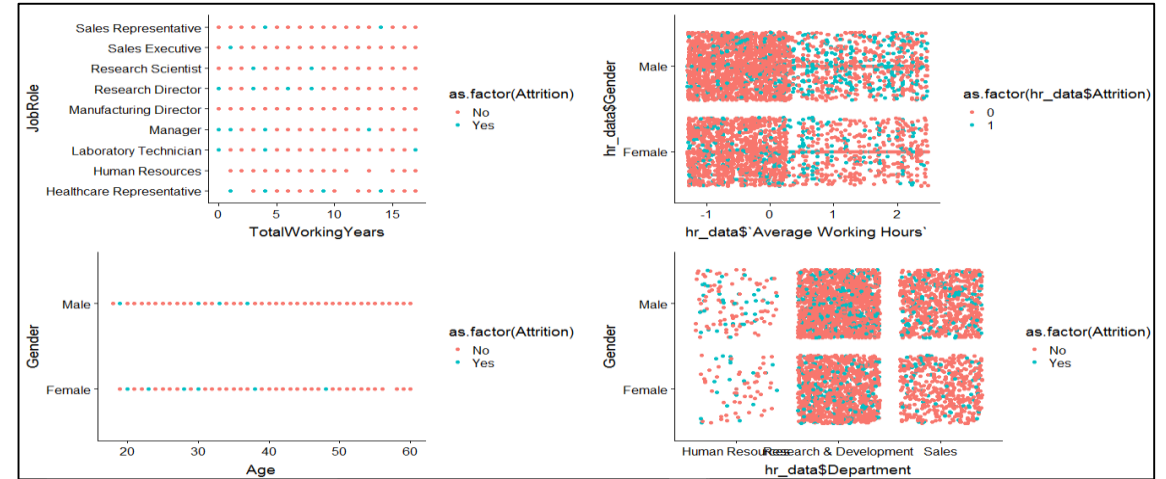 Sales Representative
Sales Executive
Research Scientist
Research Director
Manufacturing Director
Manager
Laboratory Technician
Human Resources
Healthcare Representative
JobRole
0 5 10 15
TotalWorkingYears
as.factor(Attrition)
No
Yes
Male
Female
hr_data$Gender
-1 0 1 2
hr_data$`Average Working Hours`
as.factor(hr_data$Attrition)
0
1
Male
Female
Gender
20 30 40 50 60
Age
as.factor(Attrition)
No
Yes
Male
Female
Gender
Human Resources Research & Development Sales
hr_data$Department
as.factor(Attrition)
No
Yes